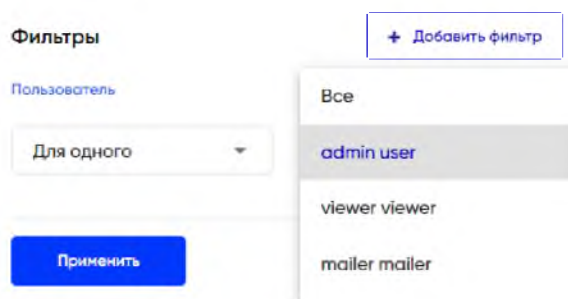 Фильтры
+ Добавить фильтр
Пользователь
Для одного
Все
admin user
viewer viewer
mailer mailer
Применить